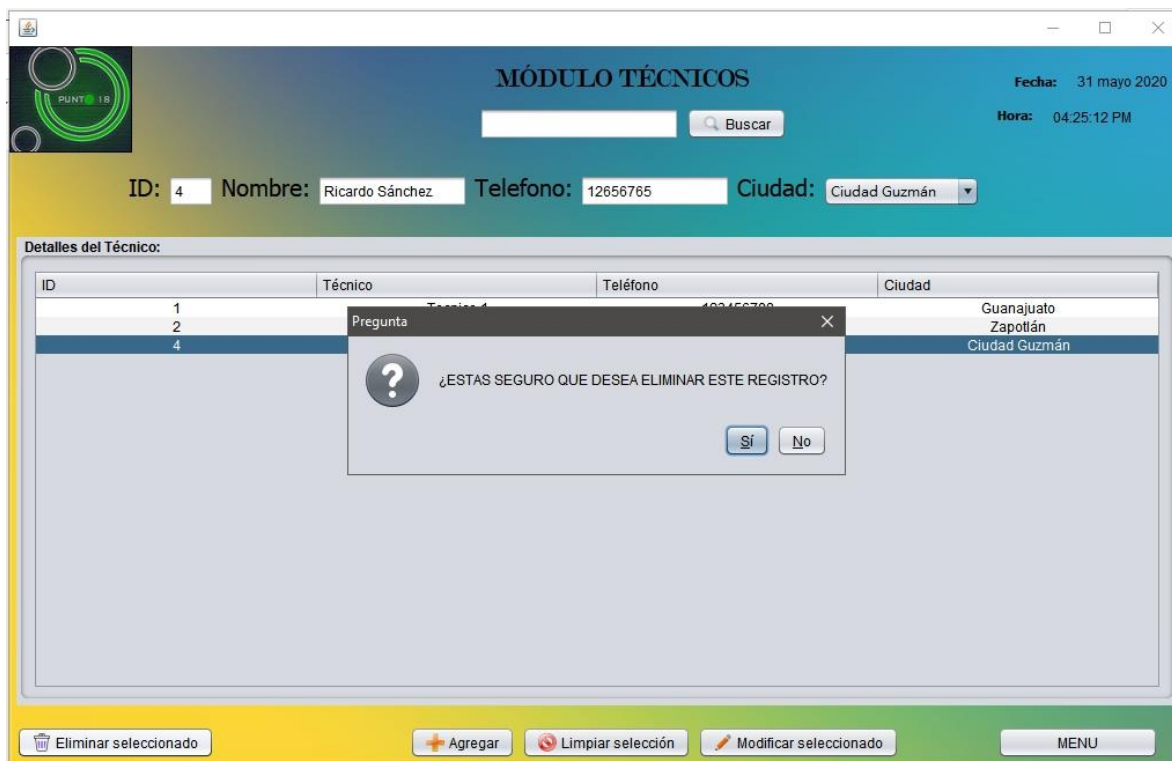 PUNTO 18
MÓDULO TÉCNICOS
Fecha: 31 mayo 2020
Buscar
Hora: 04:25:12 PM
ID: 4 Nombre: Ricardo Sánchez Telefono: 12656765 Ciudad: Ciudad Guzmán
Detalles del Técnico:
ID Técnico Teléfono Ciudad
1 Guanajuato
2 Zapotlán
4 Ciudad Guzmán
Pregunta
¿ESTAS SEGURO QUE DESEA ELIMINAR ESTE REGISTRO?
Sí No
Eliminar seleccionado Agregar Limpiar selección Modificar seleccionado MENU